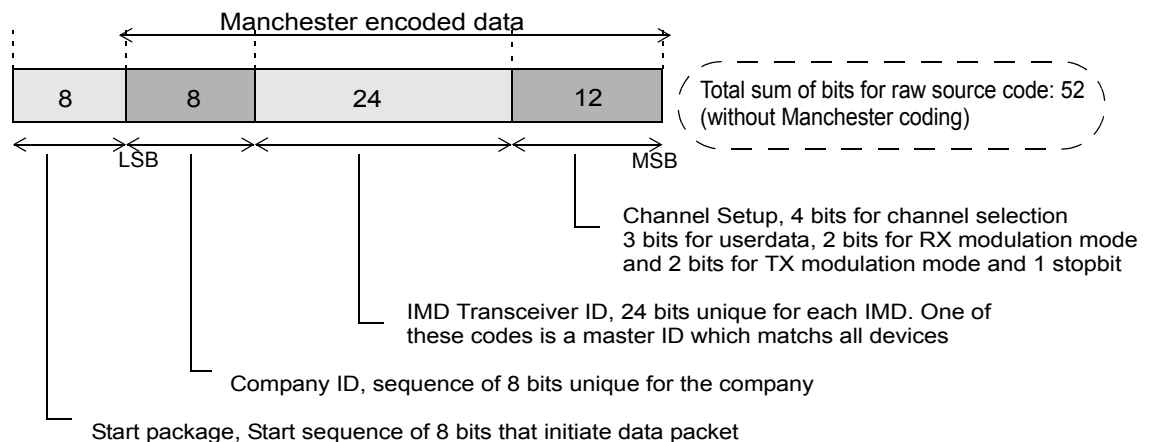 Manchester encoded data
8 8 24 12
Total sum of bits for raw source code: 52
(without Manchester coding)
LSB MSB
Channel Setup, 4 bits for channel selection
3 bits for userdata, 2 bits for RX modulation mode
and 2 bits for TX modulation mode and 1 stopbit
IMD Transceiver ID, 24 bits unique for each IMD. One of
these codes is a master ID which matchs all devices
Company ID, sequence of 8 bits unique for the company
Start package, Start sequence of 8 bits that initiate data packet